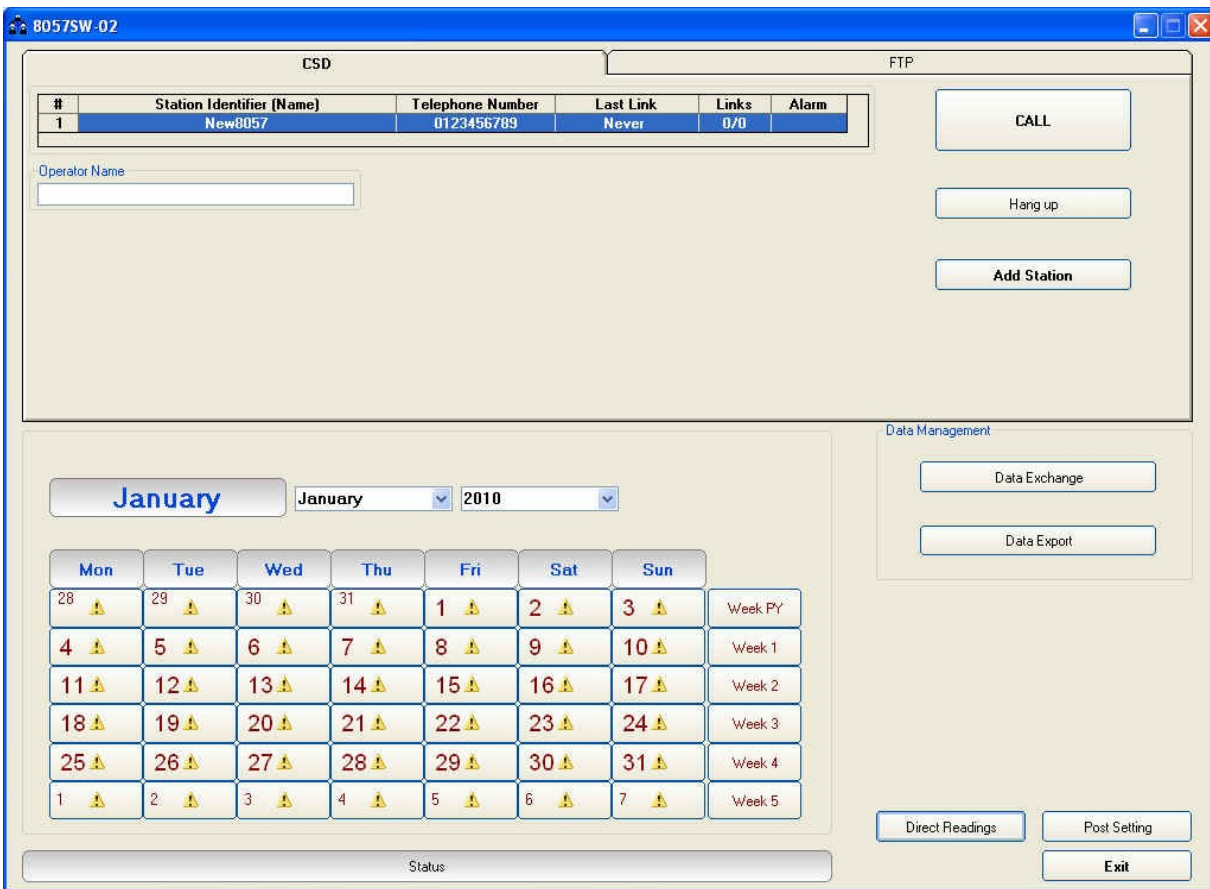 8057SW-02
CSD FTP
# Station Identifier (Name) Telephone Number Last Link Links Alarm
1 New8057 0123456789 Never 0/0
CALL
Operator Name
Hang up
Add Station
Data Management
Data Exchange
Data Export
January January 2010
Mon Tue Wed Thu Fri Sat Sun
28 29 30 31 1 2 3 Week PY
4 5 6 7 8 9 10 Week 1
11 12 13 14 15 16 17 Week 2
18 19 20 21 22 23 24 Week 3
25 26 27 28 29 30 31 Week 4
1 2 3 4 5 6 7 Week 5
Direct Readings Post Setting
Status Exit